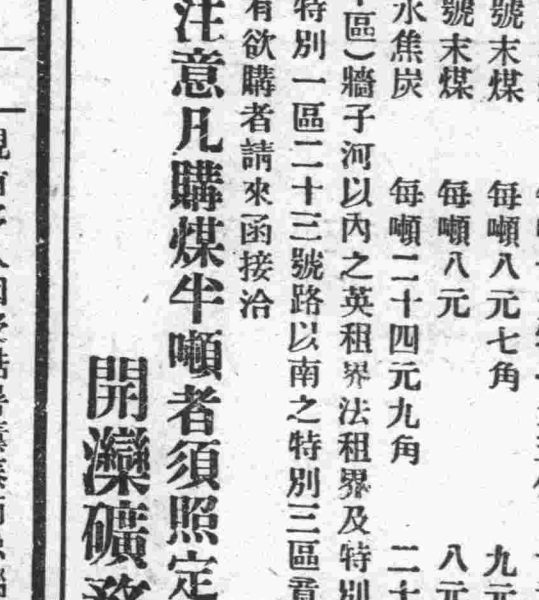 號末煤 每噸八元七角 九元
號末煤 每噸八元 八元
水焦炭 每噸二十四元九角 二十
區）牆子河以內之英租界法租界及特別
特別一區二十三號路以南之特別三區意
有欲購者請來函接洽
注意凡購煤半噸者須照定
開灤礦務